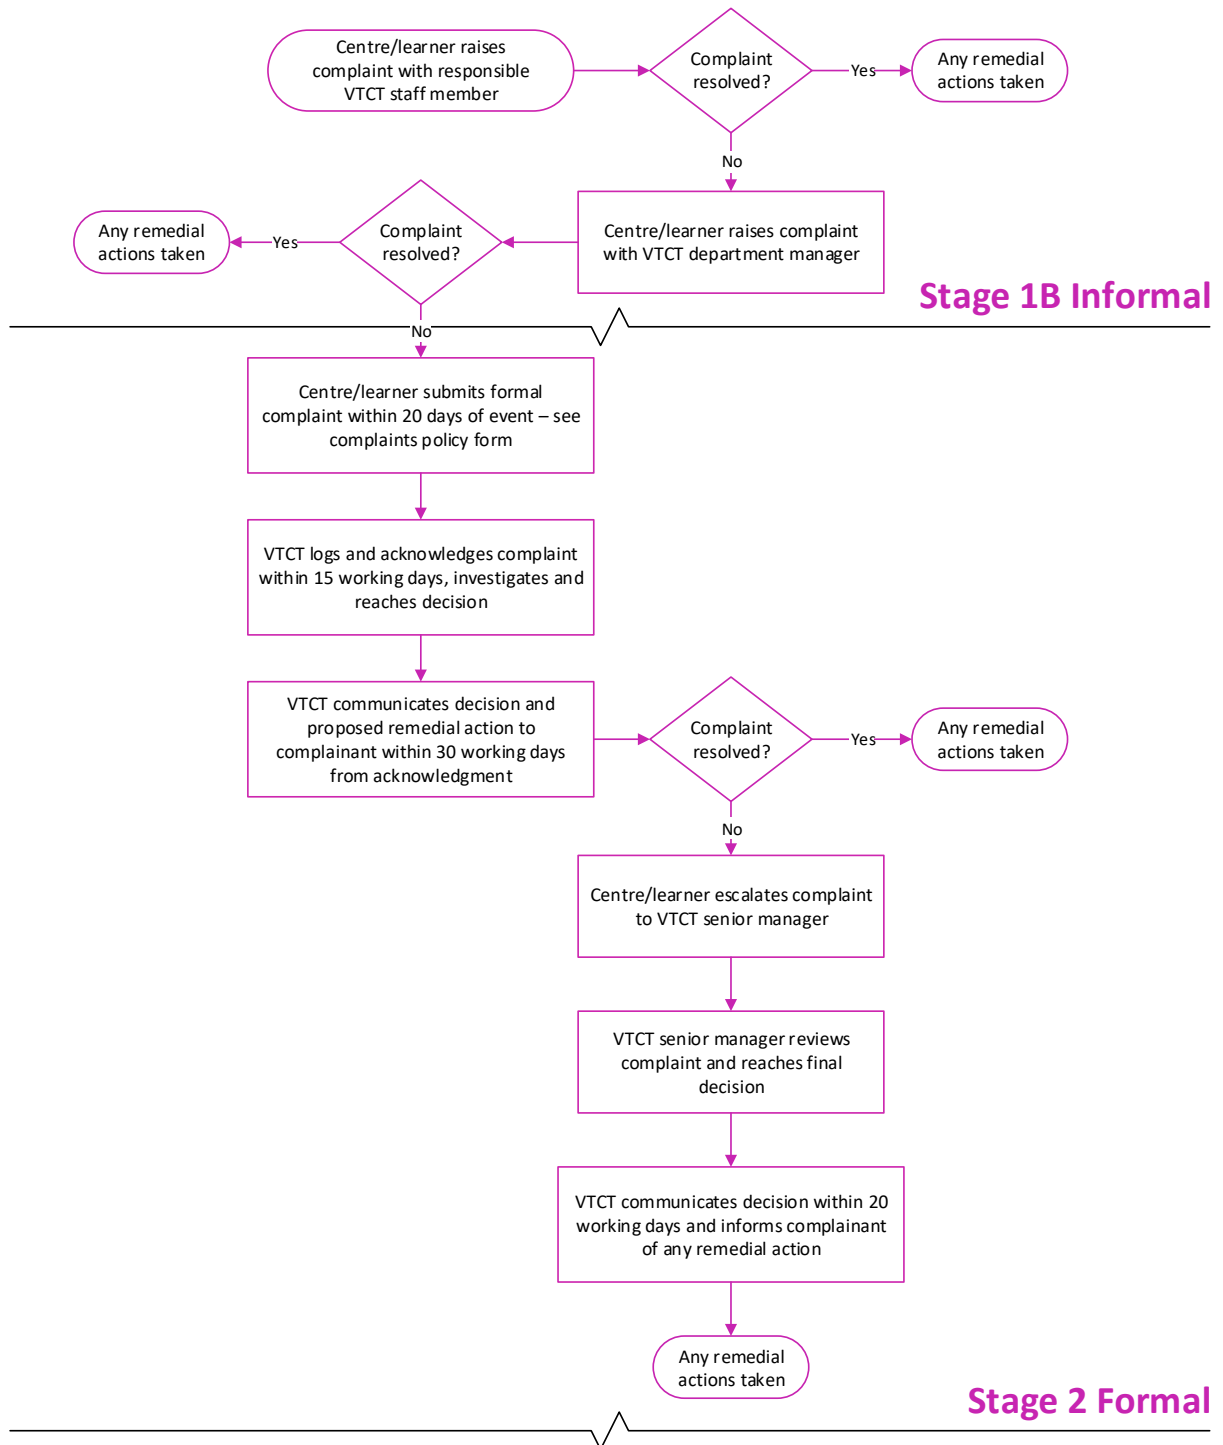 Centre/learner raises
complaint with responsible
VTCT staff member
Complaint
resolved?
Yes
Any remedial
actions taken
No
Centre/learner raises complaint
with VTCT department manager
Complaint
resolved?
Yes
Any remedial
actions taken
Stage 1B Informal
No
Centre/learner submits formal
complaint within 20 days of event – see
complaints policy form
VTCT logs and acknowledges complaint
within 15 working days, investigates and
reaches decision
VTCT communicates decision and
proposed remedial action to
complainant within 30 working days
from acknowledgment
Complaint
resolved?
Yes
Any remedial
actions taken
No
Centre/learner escalates complaint
to VTCT senior manager
VTCT senior manager reviews
complaint and reaches final
decision
VTCT communicates decision within 20
working days and informs complainant
of any remedial action
Any remedial
actions taken
Stage 2 Formal